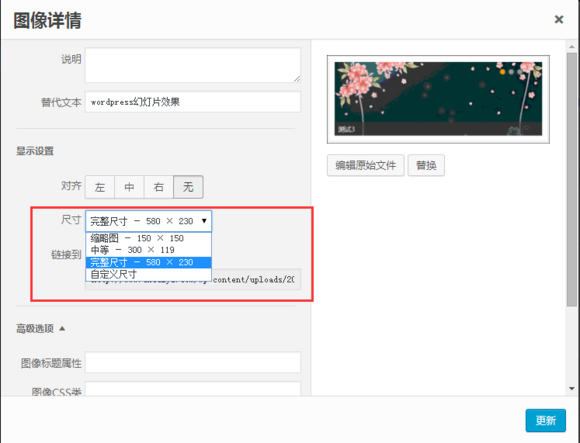 图像详情
说明
替代文本 wordpress幻灯片效果
显示设置
对齐 左 中 右 无
尺寸 完整尺寸 – 580 × 230
缩略图 – 150 × 150
中等 – 300 × 119
链接到
完整尺寸 – 580 × 230
自定义尺寸
高级选项
图像标题属性
图像CSS类
测试3
编辑原始文件 替换
更新